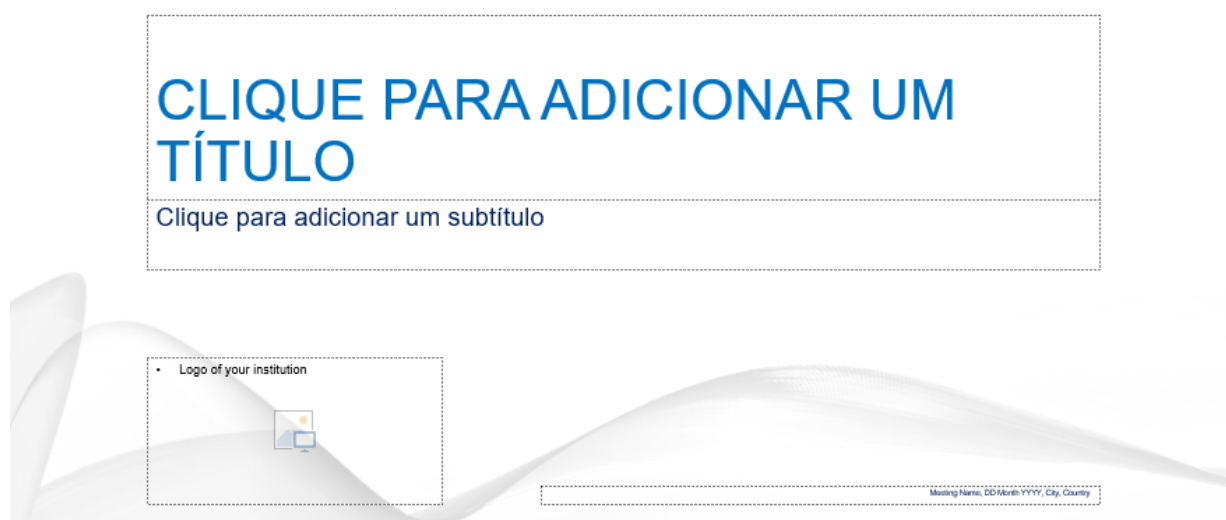 CLIQUE PARA ADICIONAR UM
TÍTULO
Clique para adicionar um subtítulo
• Logo of your institution
Meeting Name, DD Month YYYY, City, Country